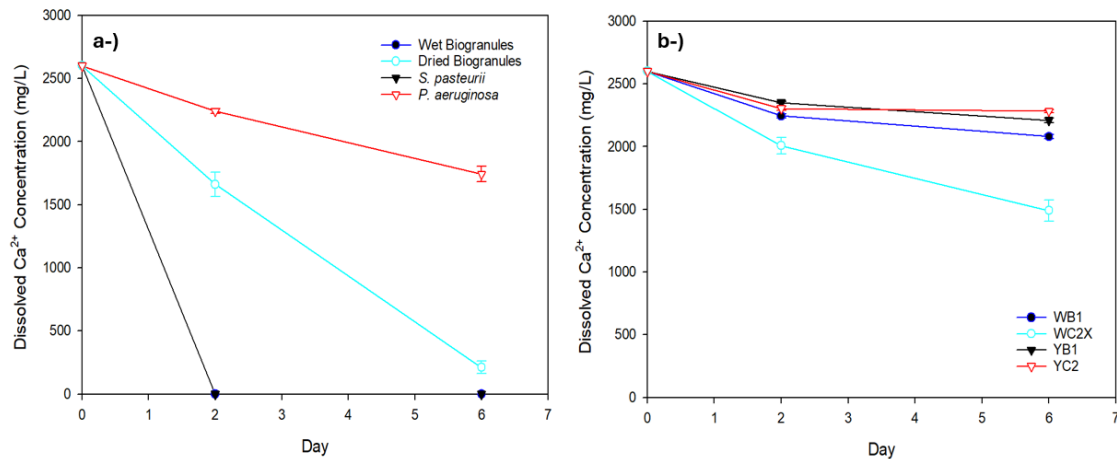 a-)
Wet Biogranules
Dried Biogranules
S. pasteurii
P. aeruginosa
Dissolved Ca²⁺ Concentration (mg/L)
3000
2500
2000
1500
1000
500
0
0 1 2 3 4 5 6 7
Day
b-)
WB1
WC2X
YB1
YC2
Dissolved Ca²⁺ Concentration (mg/L)
3000
2500
2000
1500
1000
500
0
0 1 2 3 4 5 6 7
Day